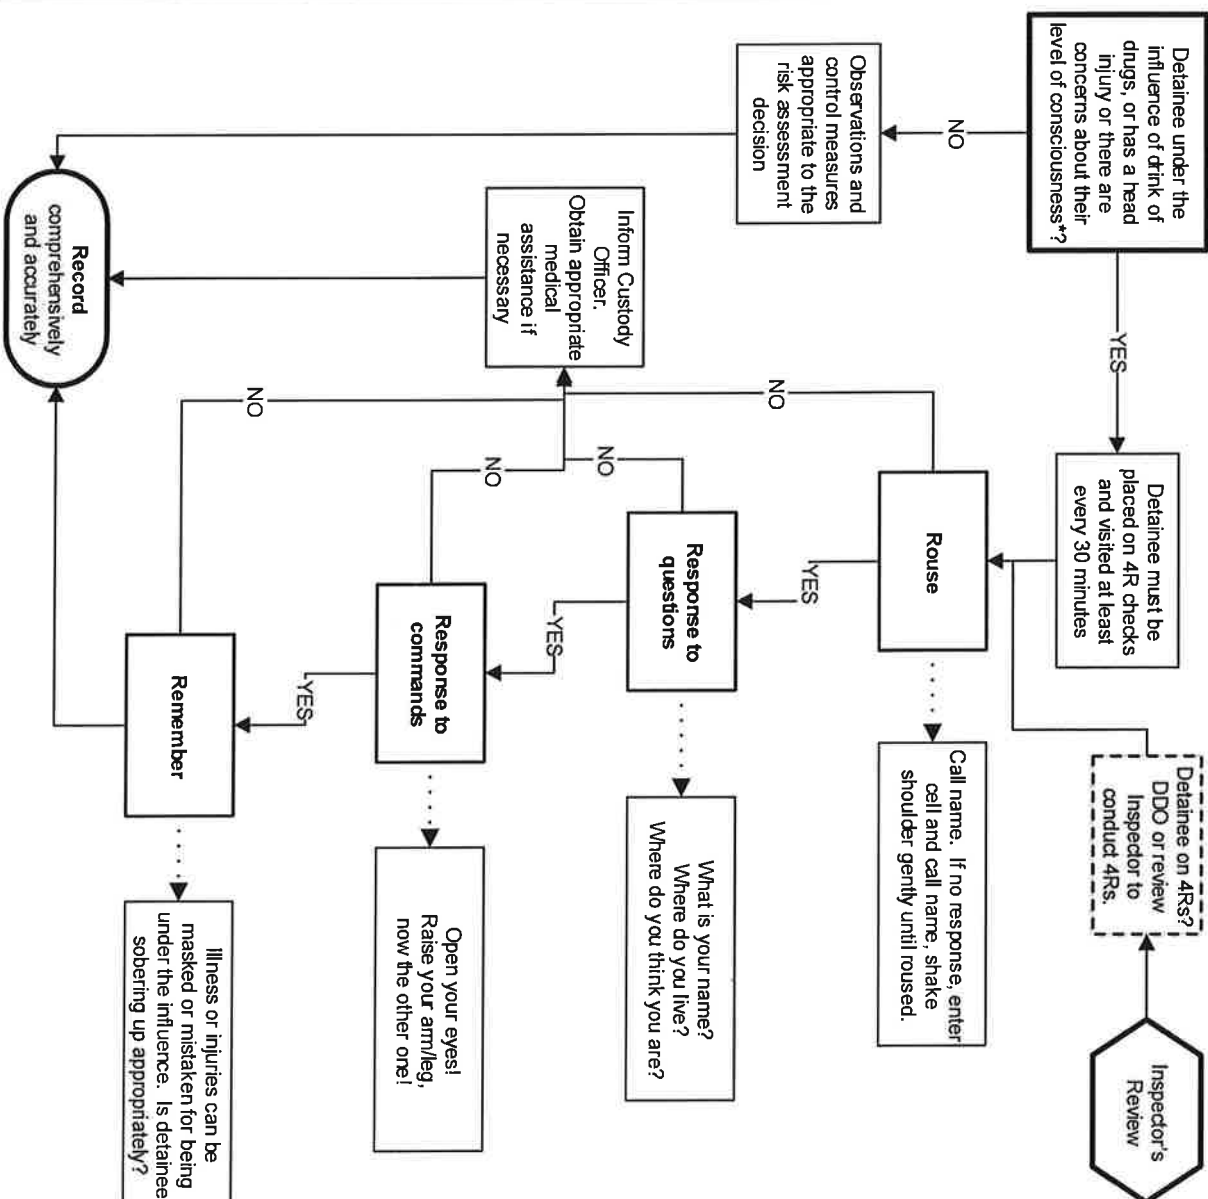 Detainee under the
influence of drink of
drugs, or has a head
injury or there are
concerns about their
level of consciousness*?
YES
Detainee must be
placed on 4R checks
and visited at least
every 30 minutes
Detainee on 4Rs?
DDO or review
Inspector to
conduct 4Rs.
Inspector's
Review
NO
Observations and
control measures
appropriate to the
risk assessment
decision
Rouse
Call name. If no response, enter
cell and call name, shake
shoulder gently until roused.
NO
YES
Inform Custody
Officer.
Obtain appropriate
medical
assistance if
necessary
Response to
questions
What is your name?
Where do you live?
Where do you think you are?
NO
YES
Response to
commands
Open your eyes!
Raise your arm/leg,
now the other one!
NO
YES
NO
Remember
Illness or injuries can be
masked or mistaken for being
under the influence. Is detainee
sobering up appropriately?
Record
comprehensively
and accurately